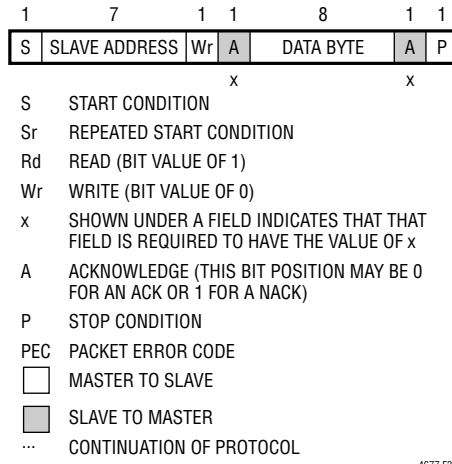 1 7 1 1 8 1 1
S SLAVE ADDRESS Wr A DATA BYTE A P
x x
S START CONDITION
Sr REPEATED START CONDITION
Rd READ (BIT VALUE OF 1)
Wr WRITE (BIT VALUE OF 0)
x SHOWN UNDER A FIELD INDICATES THAT THAT
FIELD IS REQUIRED TO HAVE THE VALUE OF x
A ACKNOWLEDGE (THIS BIT POSITION MAY BE 0
FOR AN ACK OR 1 FOR A NACK)
P STOP CONDITION
PEC PACKET ERROR CODE
MASTER TO SLAVE
SLAVE TO MASTER
... CONTINUATION OF PROTOCOL